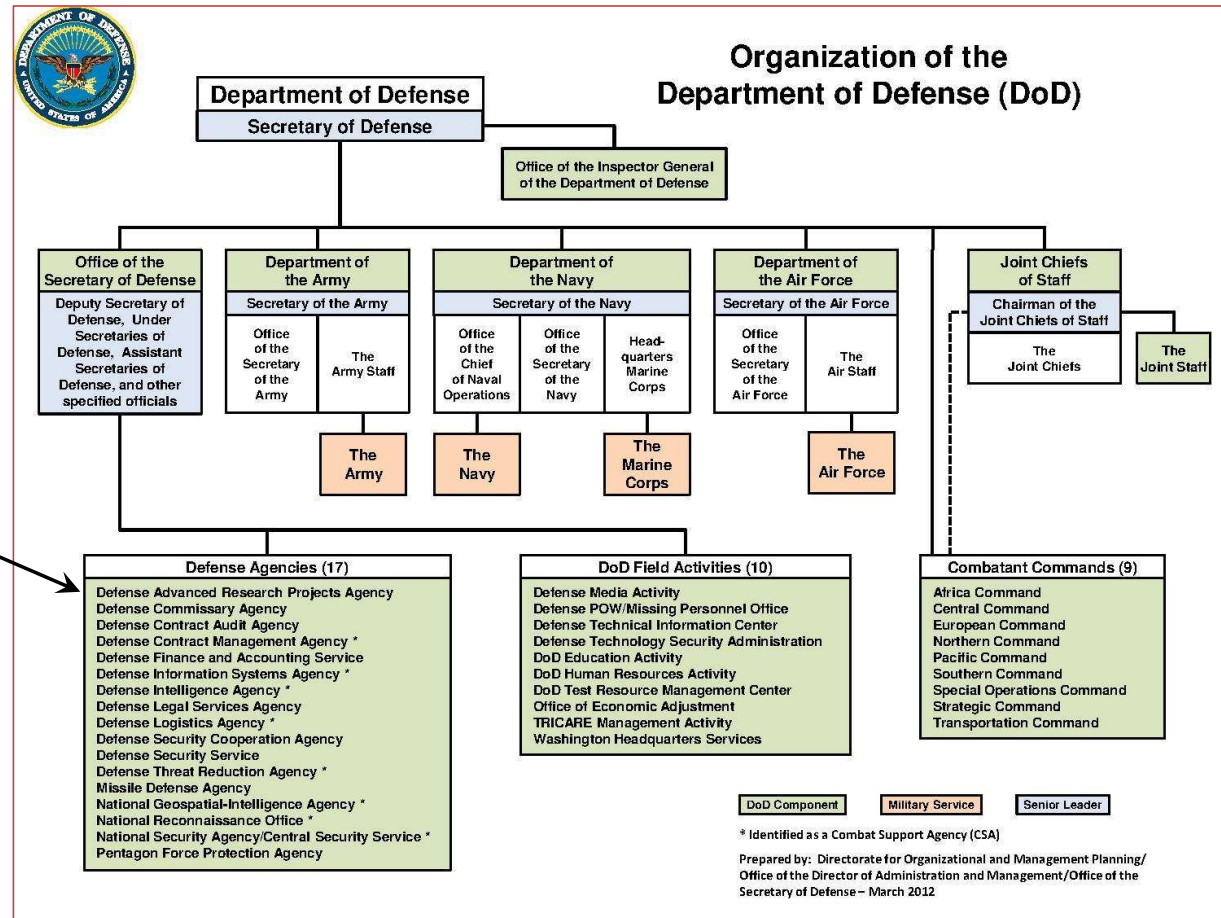 DEPARTMENT OF DEFENSE
UNITED STATES OF AMERICA
Organization of the
Department of Defense (DoD)
Department of Defense
Secretary of Defense
Office of the Inspector General
of the Department of Defense
Office of the
Secretary of Defense
Deputy Secretary of
Defense, Under
Secretaries of
Defense, Assistant
Secretaries of
Defense, and other
specified officials
Department of
the Army
Secretary of the Army
Office
of the
Secretary
of the
Army
The
Army Staff
The
Army
Department of
the Navy
Secretary of the Navy
Office
of the
Chief
of Naval
Operations
Office
of the
Secretary
of the
Navy
Head-
quarters
Marine
Corps
The
Navy
The
Marine
Corps
Department of
the Air Force
Secretary of the Air Force
Office
of the
Secretary
of the
Air Force
The
Air Staff
The
Air Force
Joint Chiefs
of Staff
Chairman of the
Joint Chiefs of Staff
The
Joint Chiefs
The
Joint Staff
Defense Agencies (17)
Defense Advanced Research Projects Agency
Defense Commissary Agency
Defense Contract Audit Agency
Defense Contract Management Agency *
Defense Finance and Accounting Service
Defense Information Systems Agency *
Defense Intelligence Agency *
Defense Legal Services Agency
Defense Logistics Agency *
Defense Security Cooperation Agency
Defense Security Service
Defense Threat Reduction Agency *
Missile Defense Agency
National Geospatial-Intelligence Agency *
National Reconnaissance Office *
National Security Agency/Central Security Service *
Pentagon Force Protection Agency
DoD Field Activities (10)
Defense Media Activity
Defense POW/Missing Personnel Office
Defense Technical Information Center
Defense Technology Security Administration
DoD Education Activity
DoD Human Resources Activity
DoD Test Resource Management Center
Office of Economic Adjustment
TRICARE Management Activity
Washington Headquarters Services
Combatant Commands (9)
Africa Command
Central Command
European Command
Northern Command
Pacific Command
Southern Command
Special Operations Command
Strategic Command
Transportation Command
DoD Component
Military Service
Senior Leader
* Identified as a Combat Support Agency (CSA)
Prepared by: Directorate for Organizational and Management Planning/
Office of the Director of Administration and Management/Office of the
Secretary of Defense – March 2012